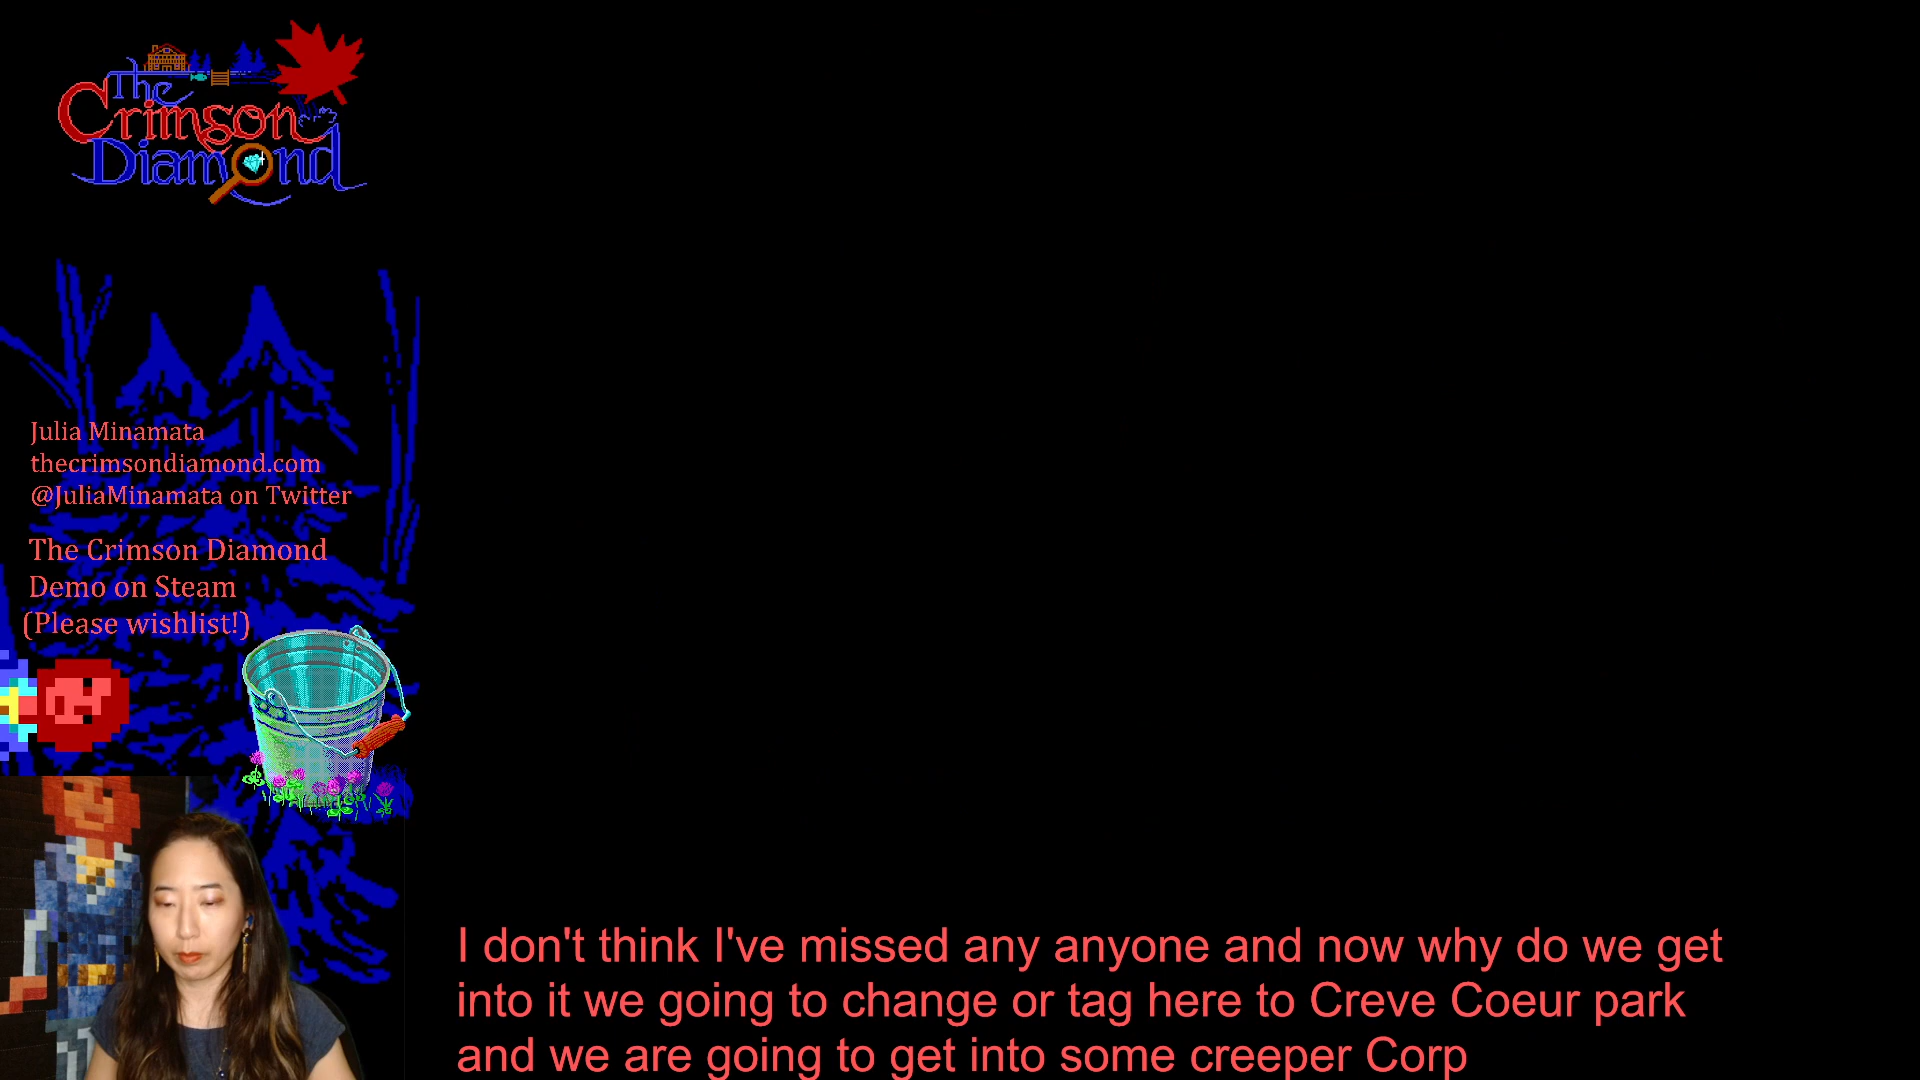 The
Crimson
Diamond
Julia Minamata
thecrimsondiamond.com
@JuliaMinamata on Twitter
The Crimson Diamond
Demo on Steam
(Please wishlist!)
I don't think I've missed any anyone and now why do we get
into it we going to change or tag here to Creve Coeur park
and we are going to get into some creeper Corp